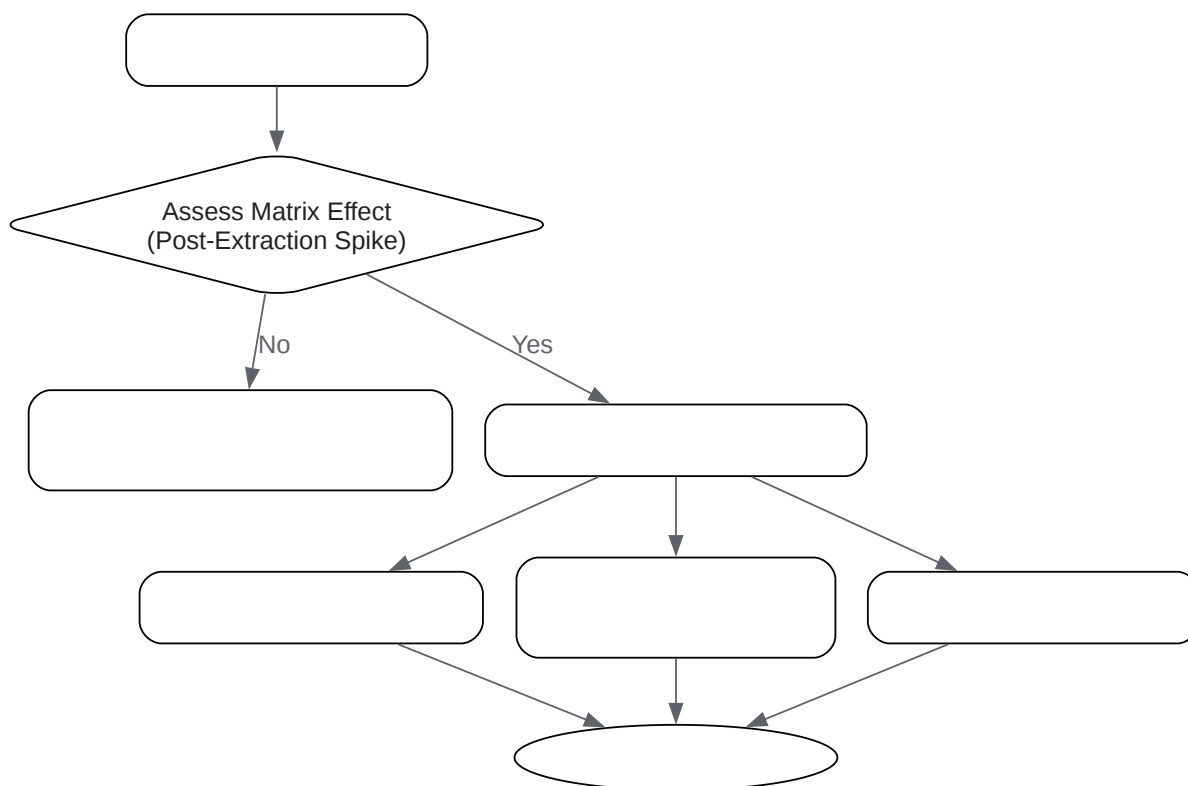 Assess Matrix Effect
(Post-Extraction Spike)
No
Yes